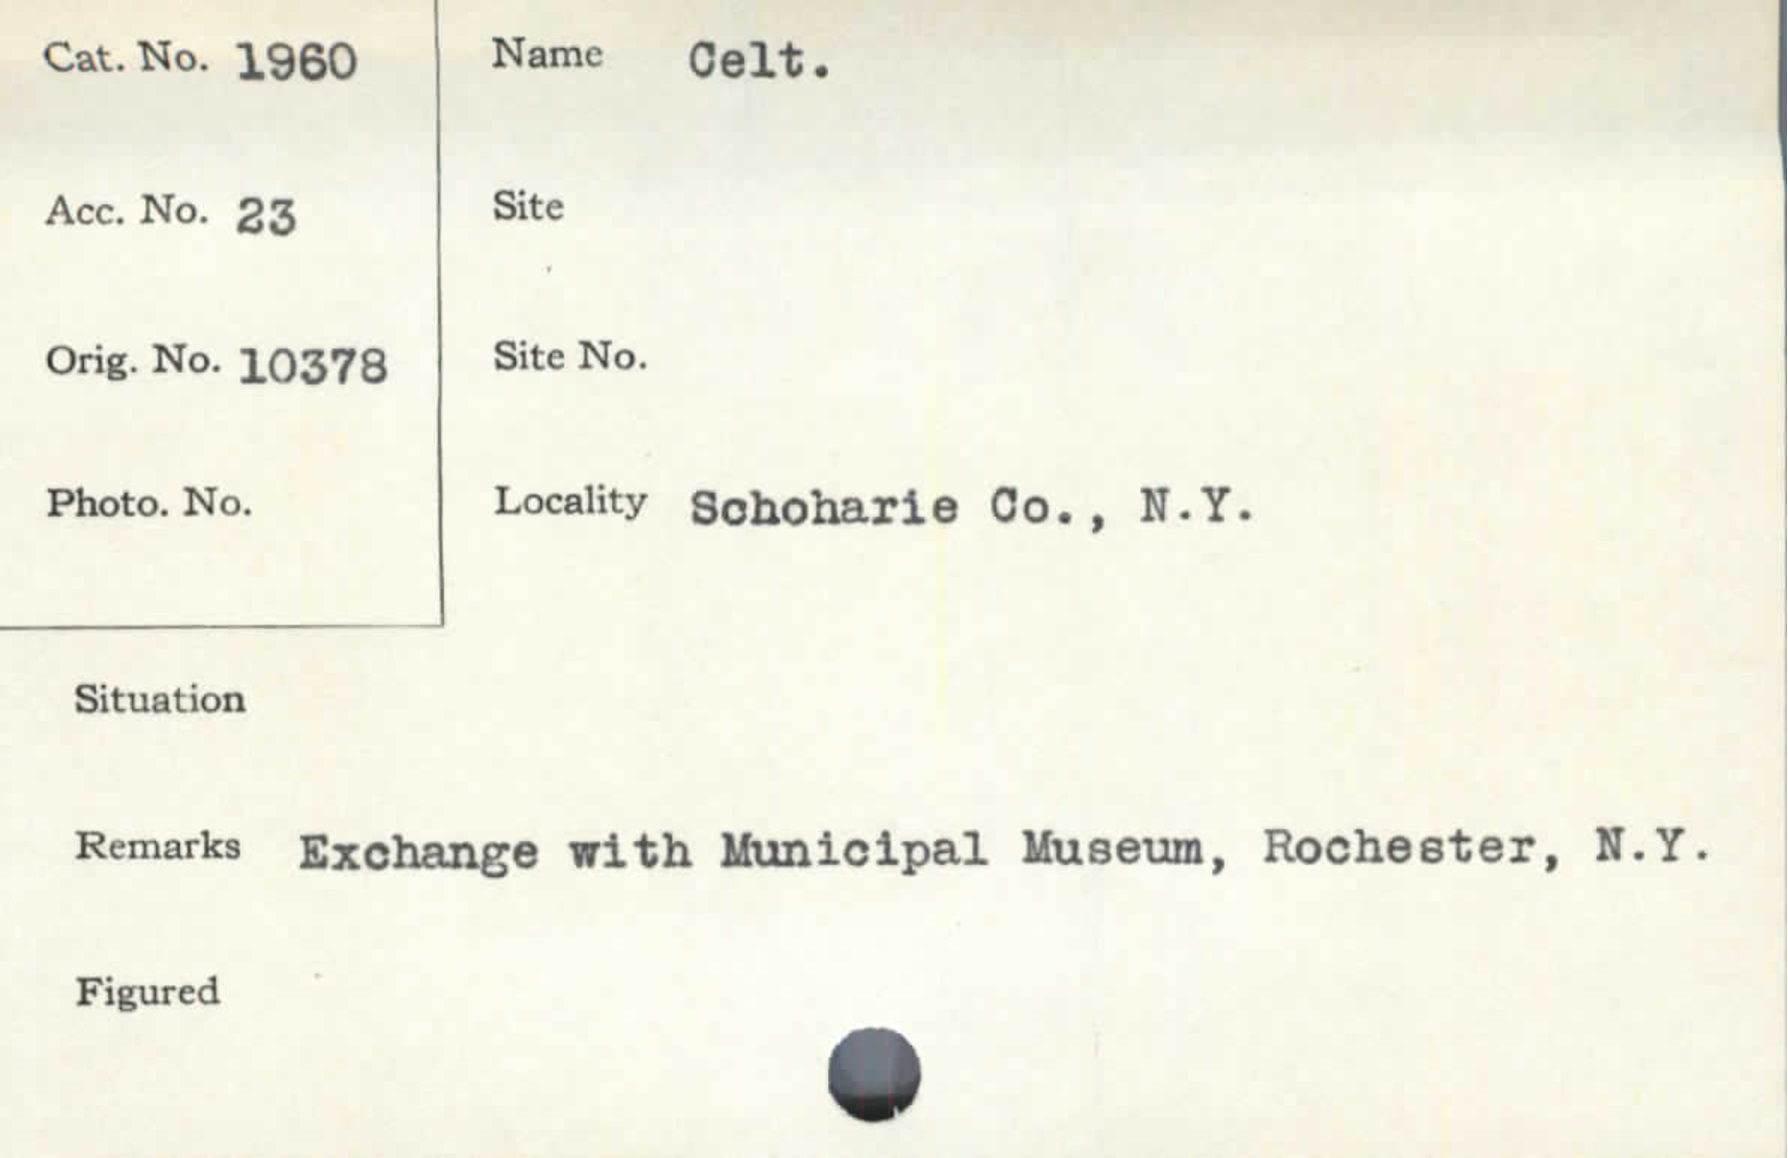 Cat. No. 1960
Acc. No. 23
Orig. No. 10378
Photo. No.
Name Celt.
Site
Site No.
Locality Schoharie Co., N.Y.
Situation
Remarks Exchange with Municipal Museum, Rochester, N.Y.
Figured